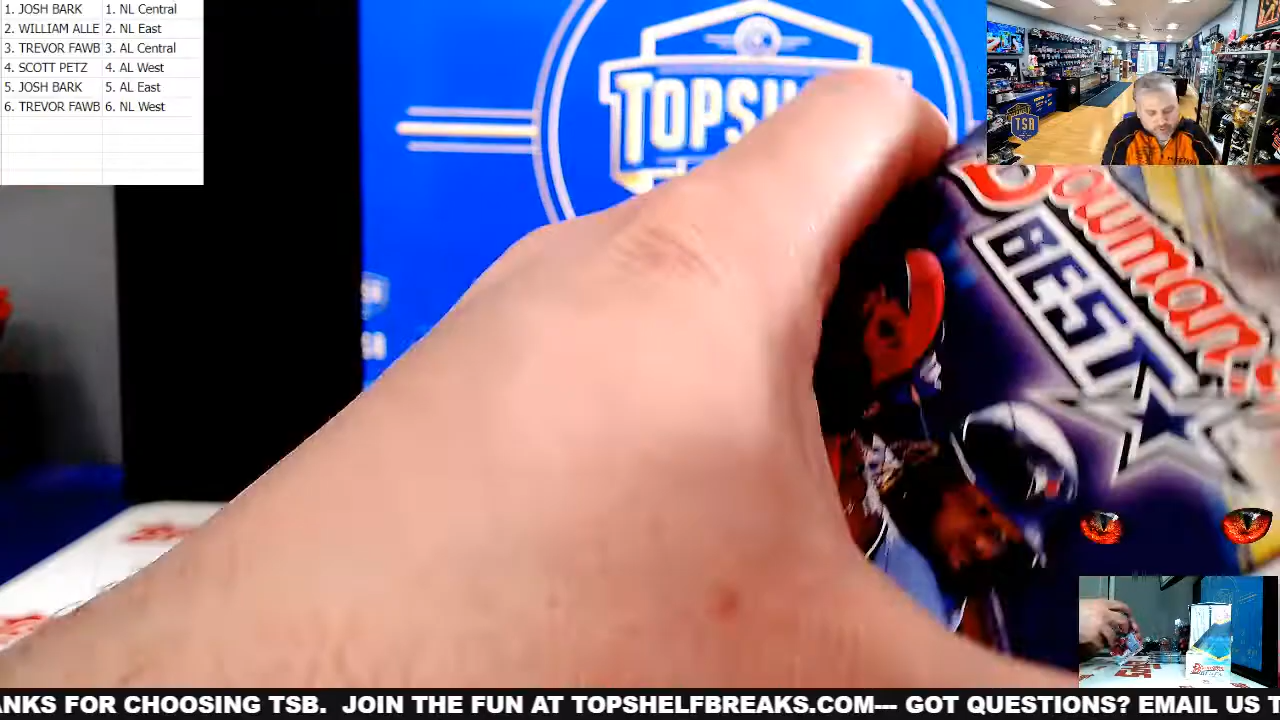 1. JOSH BARK 1. NL Central
2. WILLIAM ALLE 2. NL East
3. TREVOR FAWB 3. AL Central
4. SCOTT PETZ 4. AL West
5. JOSH BARK 5. AL East
6. TREVOR FAWB 6. NL West
TOPSH
TSB
Bowman's
BEST
ANKS FOR CHOOSING TSB. JOIN THE FUN AT TOPSHELFBREAKS.COM--- GOT QUESTIONS? EMAIL US T